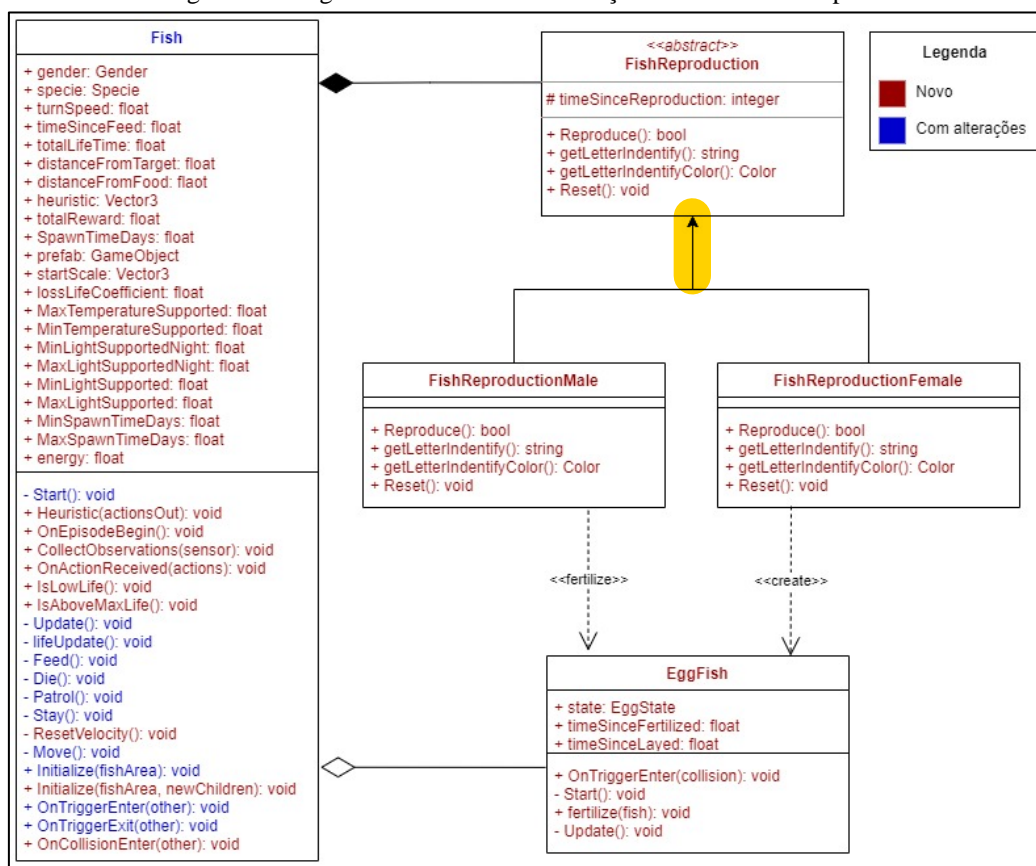 Fish
+ gender: Gender
+ specie: Specie
+ turnSpeed: float
+ timeSinceFeed: float
+ totalLifeTime: float
+ distanceFromTarget: float
+ distanceFromFood: flaot
+ heuristic: Vector3
+ totalReward: float
+ SpawnTimeDays: float
+ prefab: GameObject
+ startScale: Vector3
+ lossLifeCoefficient: float
+ MaxTemperatureSupported: float
+ MinTemperatureSupported: float
+ MinLightSupportedNight: float
+ MaxLightSupportedNight: float
+ MinLightSupported: float
+ MaxLightSupported: float
+ MinSpawnTimeDays: float
+ MaxSpawnTimeDays: float
+ energy: float
- Start(): void
+ Heuristic(actionsOut): void
+ OnEpisodeBegin(): void
+ CollectObservations(sensor): void
+ OnActionReceived(actions): void
+ IsLowLife(): void
+ IsAboveMaxLife(): void
- Update(): void
- lifeUpdate(): void
- Feed(): void
- Die(): void
- Patrol(): void
- Stay(): void
- ResetVelocity(): void
- Move(): void
+ Initialize(fishArea): void
+ Initialize(fishArea, newChildren): void
+ OnTriggerEnter(other): void
+ OnTriggerExit(other): void
+ OnCollisionEnter(other): void
<<abstract>>
FishReproduction
# timeSinceReproduction: integer
+ Reproduce(): bool
+ getLetterIndentify(): string
+ getLetterIndentifyColor(): Color
+ Reset(): void
Legenda
Novo
Com alterações
FishReproductionMale
+ Reproduce(): bool
+ getLetterIndentify(): string
+ getLetterIndentifyColor(): Color
+ Reset(): void
FishReproductionFemale
+ Reproduce(): bool
+ getLetterIndentify(): string
+ getLetterIndentifyColor(): Color
+ Reset(): void
<<fertilize>>
<<create>>
EggFish
+ state: EggState
+ timeSinceFertilized: float
+ timeSinceLayed: float
+ OnTriggerEnter(collision): void
- Start(): void
+ fertilize(fish): void
- Update(): void